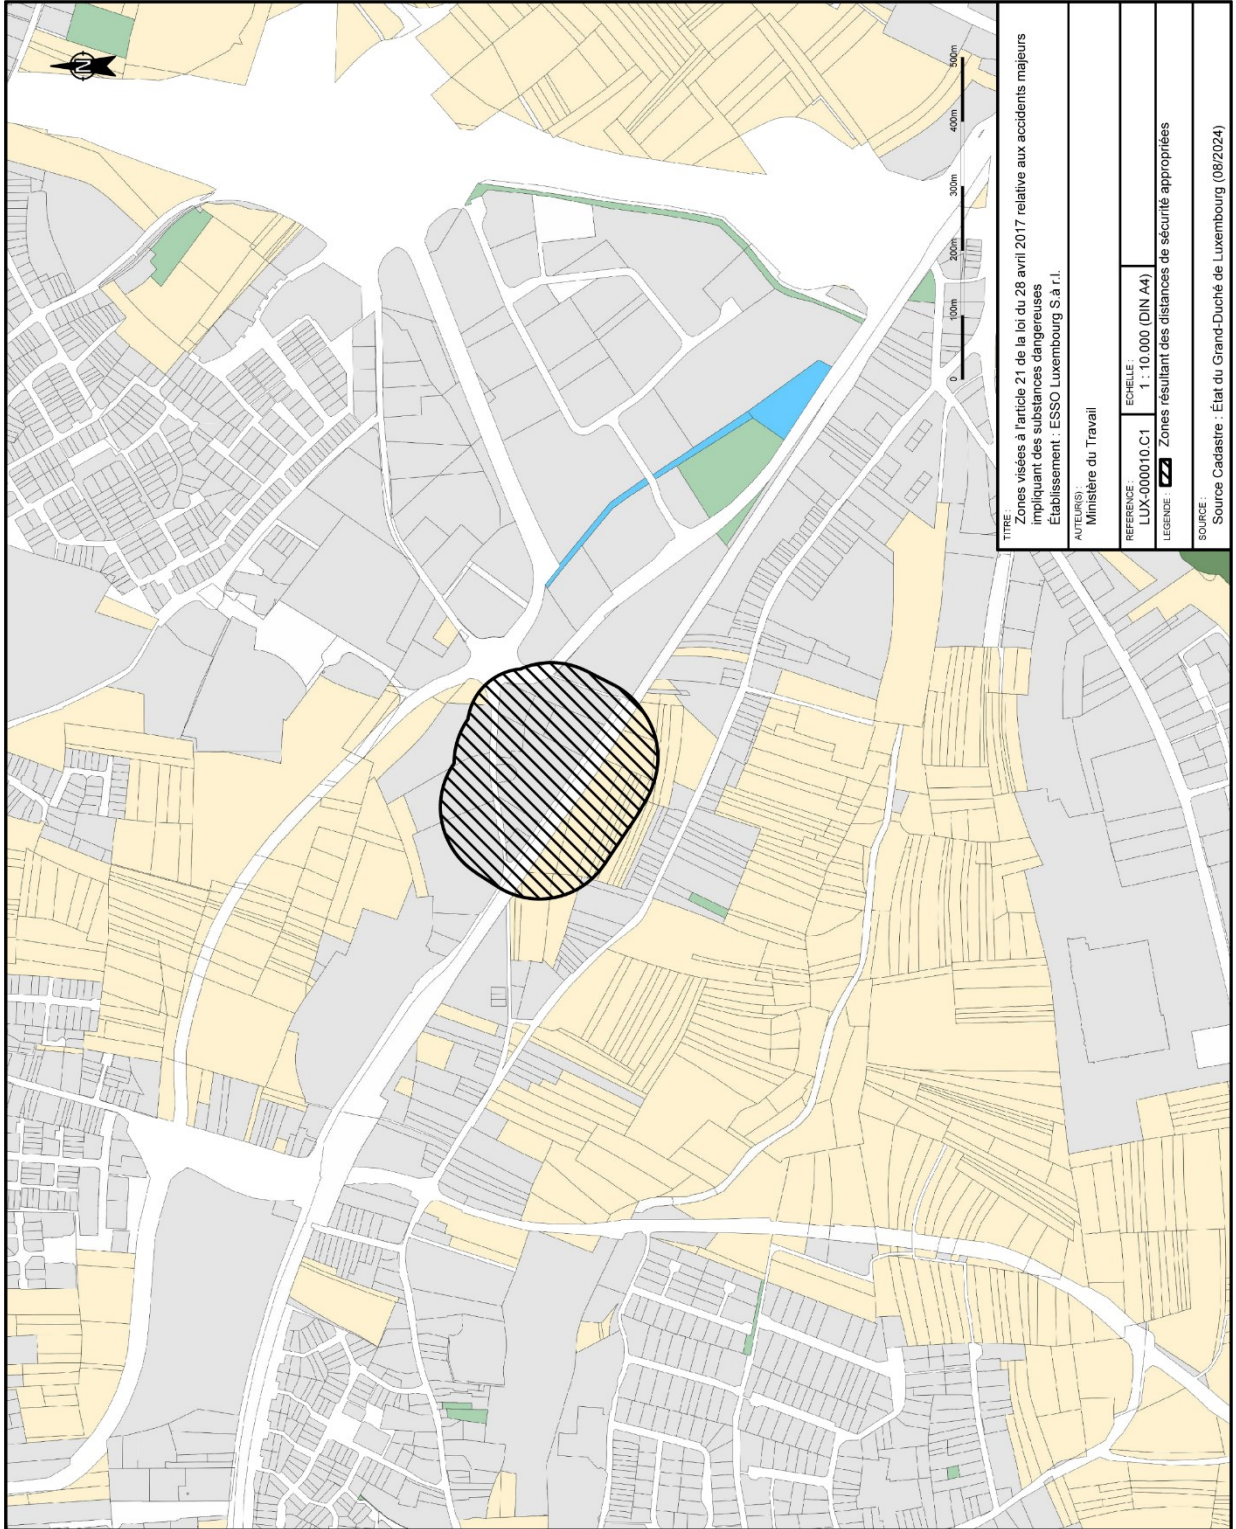 N
0 100m 200m 300m 400m 500m
TITRE :
Zones visées à l'article 21 de la loi du 28 avril 2017 relative aux accidents majeurs
impliquant des substances dangereuses
Établissement : ESSO Luxembourg S.à r.l.
AUTEUR(S) :
Ministère du Travail
REFERENCE :
LUX-000010.C1
ECHELLE :
1 : 10.000 (DIN A4)
LEGENDE : Zones résultant des distances de sécurité appropriées
SOURCE :
Source Cadastre : État du Grand-Duché de Luxembourg (08/2024)